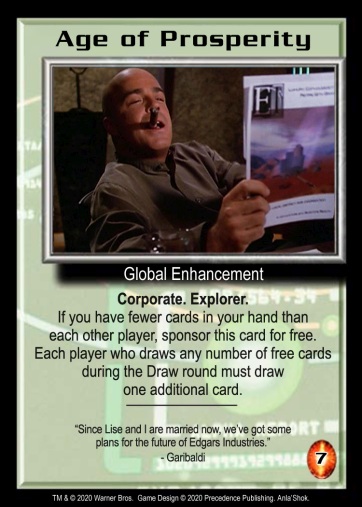 Age of Prosperity
F
Global Enhancement
Corporate. Explorer.
If you have fewer cards in your hand than
each other player, sponsor this card for free.
Each player who draws any number of free cards
during the Draw round must draw
one additional card.
“Since Lise and I are married now, we’ve got some
plans for the future of Edgars Industries.”
- Garibaldi
7
TM & © 2020 Warner Bros. Game Design © 2020 Precedence Publishing. Anla’Shok.